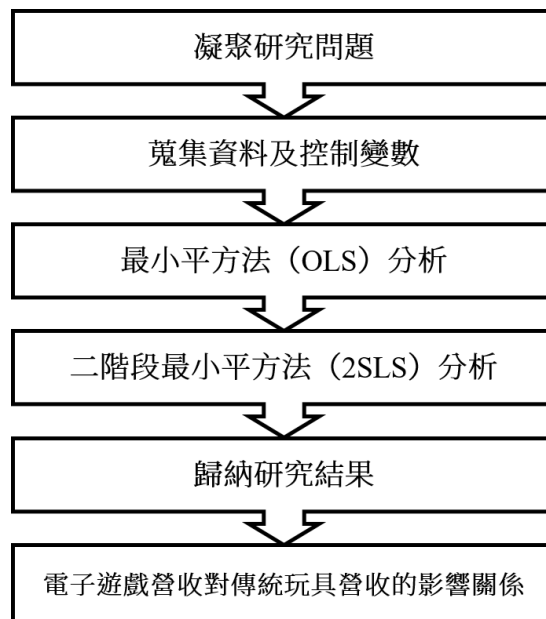 凝聚研究問題
蒐集資料及控制變數
最小平方法（OLS）分析
二階段最小平方法（2SLS）分析
歸納研究結果
電子遊戲營收對傳統玩具營收的影響關係